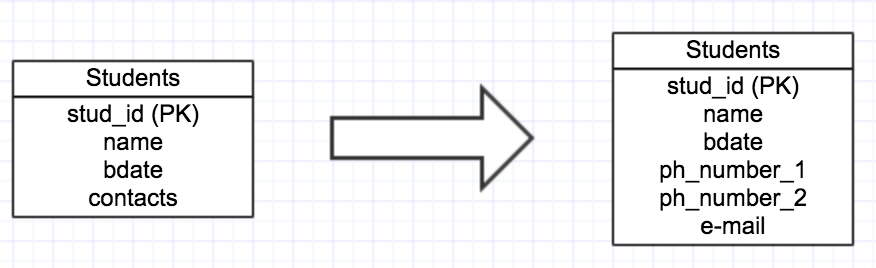 Students
stud_id (PK)
name
bdate
contacts
Students
stud_id (PK)
name
bdate
ph_number_1
ph_number_2
e-mail